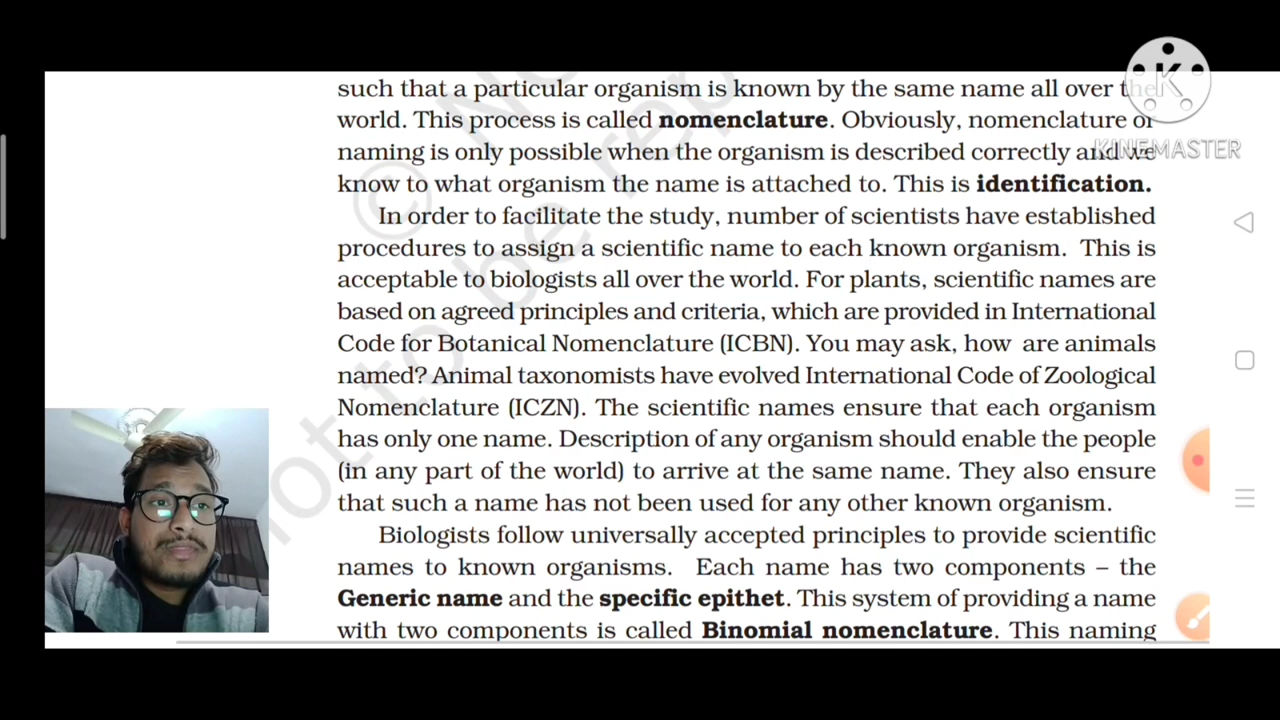 such that a particular organism is known by the same name all over the
world. This process is called nomenclature. Obviously, nomenclature or
naming is only possible when the organism is described correctly and we
know to what organism the name is attached to. This is identification.
In order to facilitate the study, number of scientists have established
procedures to assign a scientific name to each known organism. This is
acceptable to biologists all over the world. For plants, scientific names are
based on agreed principles and criteria, which are provided in International
Code for Botanical Nomenclature (ICBN). You may ask, how are animals
named? Animal taxonomists have evolved International Code of Zoological
Nomenclature (ICZN). The scientific names ensure that each organism
has only one name. Description of any organism should enable the people
(in any part of the world) to arrive at the same name. They also ensure
that such a name has not been used for any other known organism.
Biologists follow universally accepted principles to provide scientific
names to known organisms. Each name has two components – the
Generic name and the specific epithet. This system of providing a name
with two components is called Binomial nomenclature. This naming
K
KINEMASTER
©
not to be rep